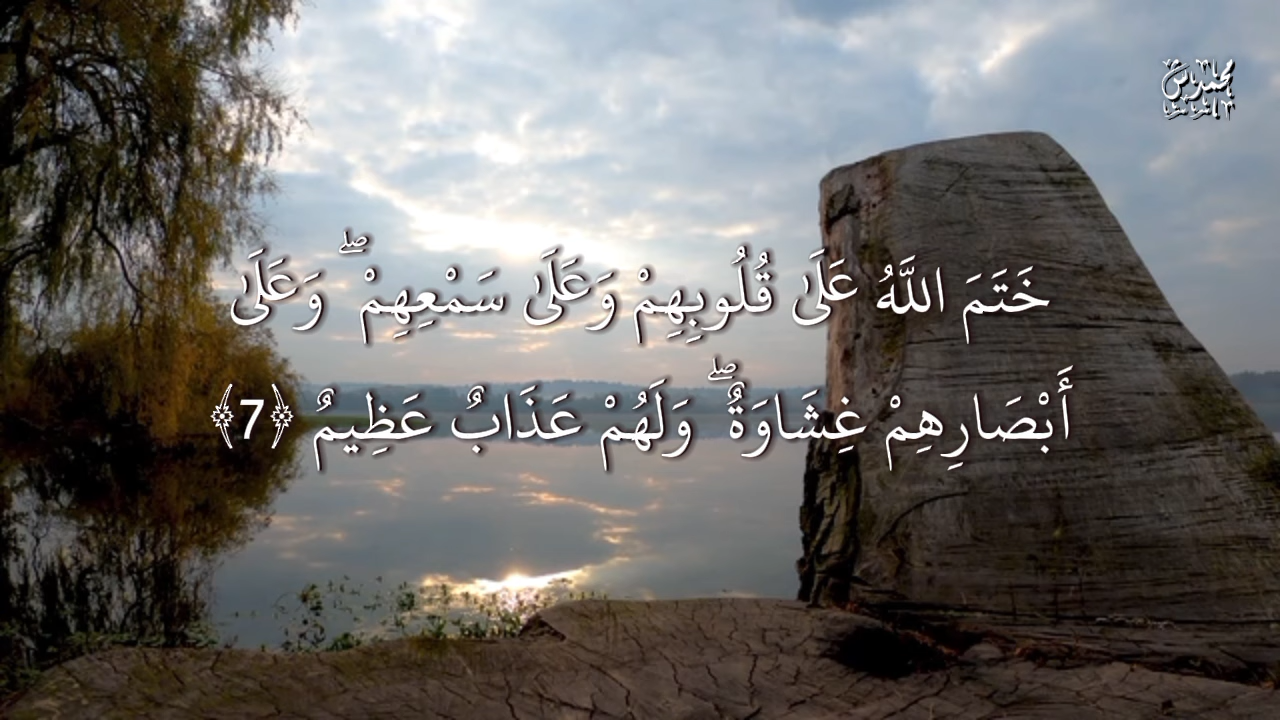 خَتَمَ اللَّهُ عَلَىٰ قُلُوبِهِمْ وَعَلَىٰ سَمْعِهِمْ ۖ وَعَلَىٰ
أَبْصَارِهِمْ غِشَاوَةٌ ۖ وَلَهُمْ عَذَابٌ عَظِيمٌ ﴿7﴾